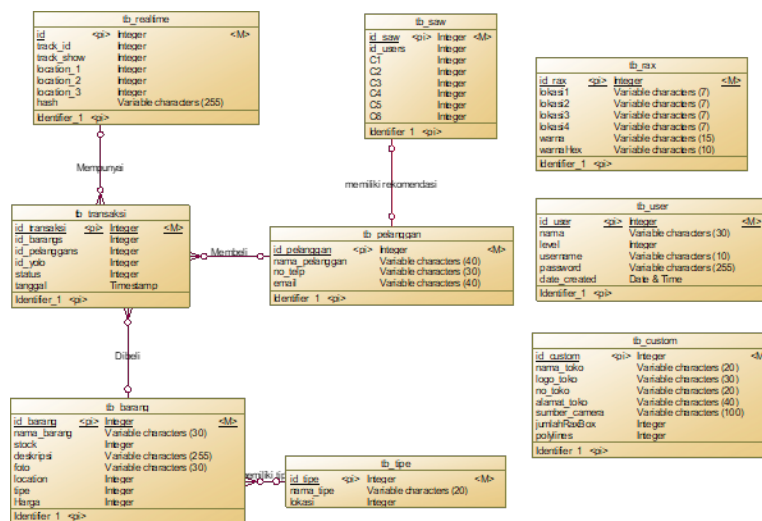 tb_realtime
id <pi> Integer <M>
track_id Integer
track_show Integer
location_1 Integer
location_2 Integer
location_3 Integer
hash Variable characters (255)
Identifier_1 <pi>
tb_saw
id_saw <pi> Integer <M>
id_users Integer
C1 Integer
C2 Integer
C3 Integer
C4 Integer
C5 Integer
C6 Integer
Identifier 1 <pi>
tb_rax
id_rax <pi> Integer <M>
lokasi1 Variable characters (7)
lokasi2 Variable characters (7)
lokasi3 Variable characters (7)
lokasi4 Variable characters (7)
warna Variable characters (15)
warnaHex Variable characters (10)
Identifier_1 <pi>
Mempunyai
memiliki rekomendasi
tb_transaksi
id_transaksi <pi> Integer <M>
id_barangs Integer
id_pelanggans Integer
id_yolo Integer
status Integer
tanggal Timestamp
Identifier_1 <pi>
Membeli
tb_pelanggan
id_pelanggan <pi> Integer <M>
nama_pelanggan Variable characters (40)
no_telp Variable characters (30)
email Variable characters (40)
Identifier_1 <pi>
tb_user
id_user <pi> Integer <M>
nama Variable characters (30)
level Integer
username Variable characters (10)
password Variable characters (255)
date_created Date & Time
Identifier_1 <pi>
Dibeli
tb_custom
id_custom <pi> Integer <M>
nama_toko Variable characters (20)
logo_toko Variable characters (30)
no_toko Variable characters (20)
alamat_toko Variable characters (40)
sumber_camera Variable characters (100)
jumlahRaxBox Integer
polylines Integer
Identifier 1 <pi>
tb_barang
id_barang <pi> Integer <M>
nama_barang Variable characters (30)
stock Integer
deskripsi Variable characters (255)
foto Variable characters (30)
location Integer
tipe Integer
Harga Integer
Identifier_1 <pi>
tb_tipe
id_tipe <pi> Integer <M>
nama_tipe Variable characters (20)
lokasi Integer
Identifier_1 <pi>